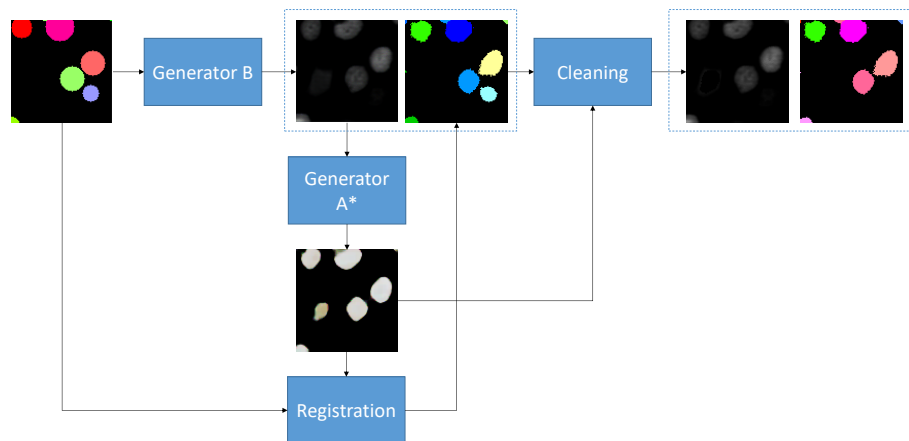 Generator B
Cleaning
Generator
A*
Registration